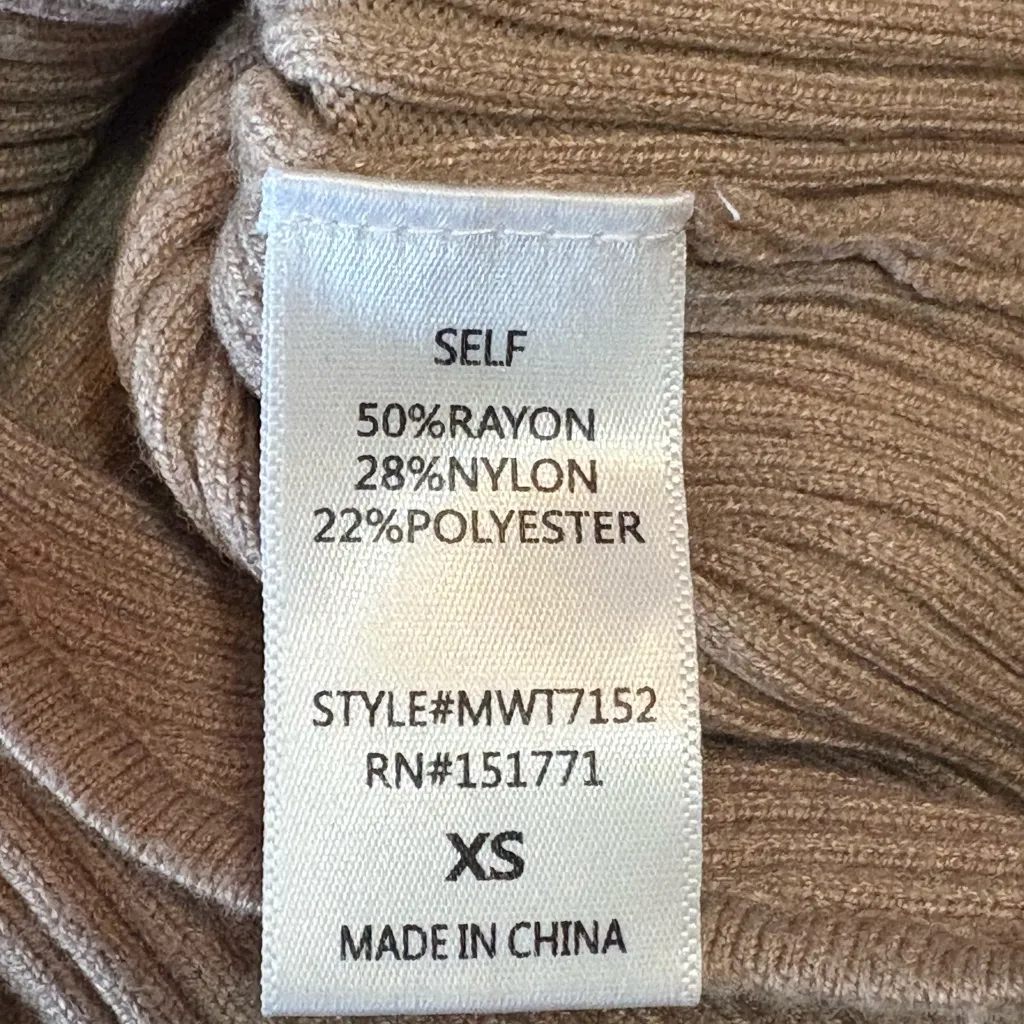 SELF
50%RAYON
28%NYLON
22%POLYESTER
STYLE#MWT7152
RN#151771
XS
MADE IN CHINA